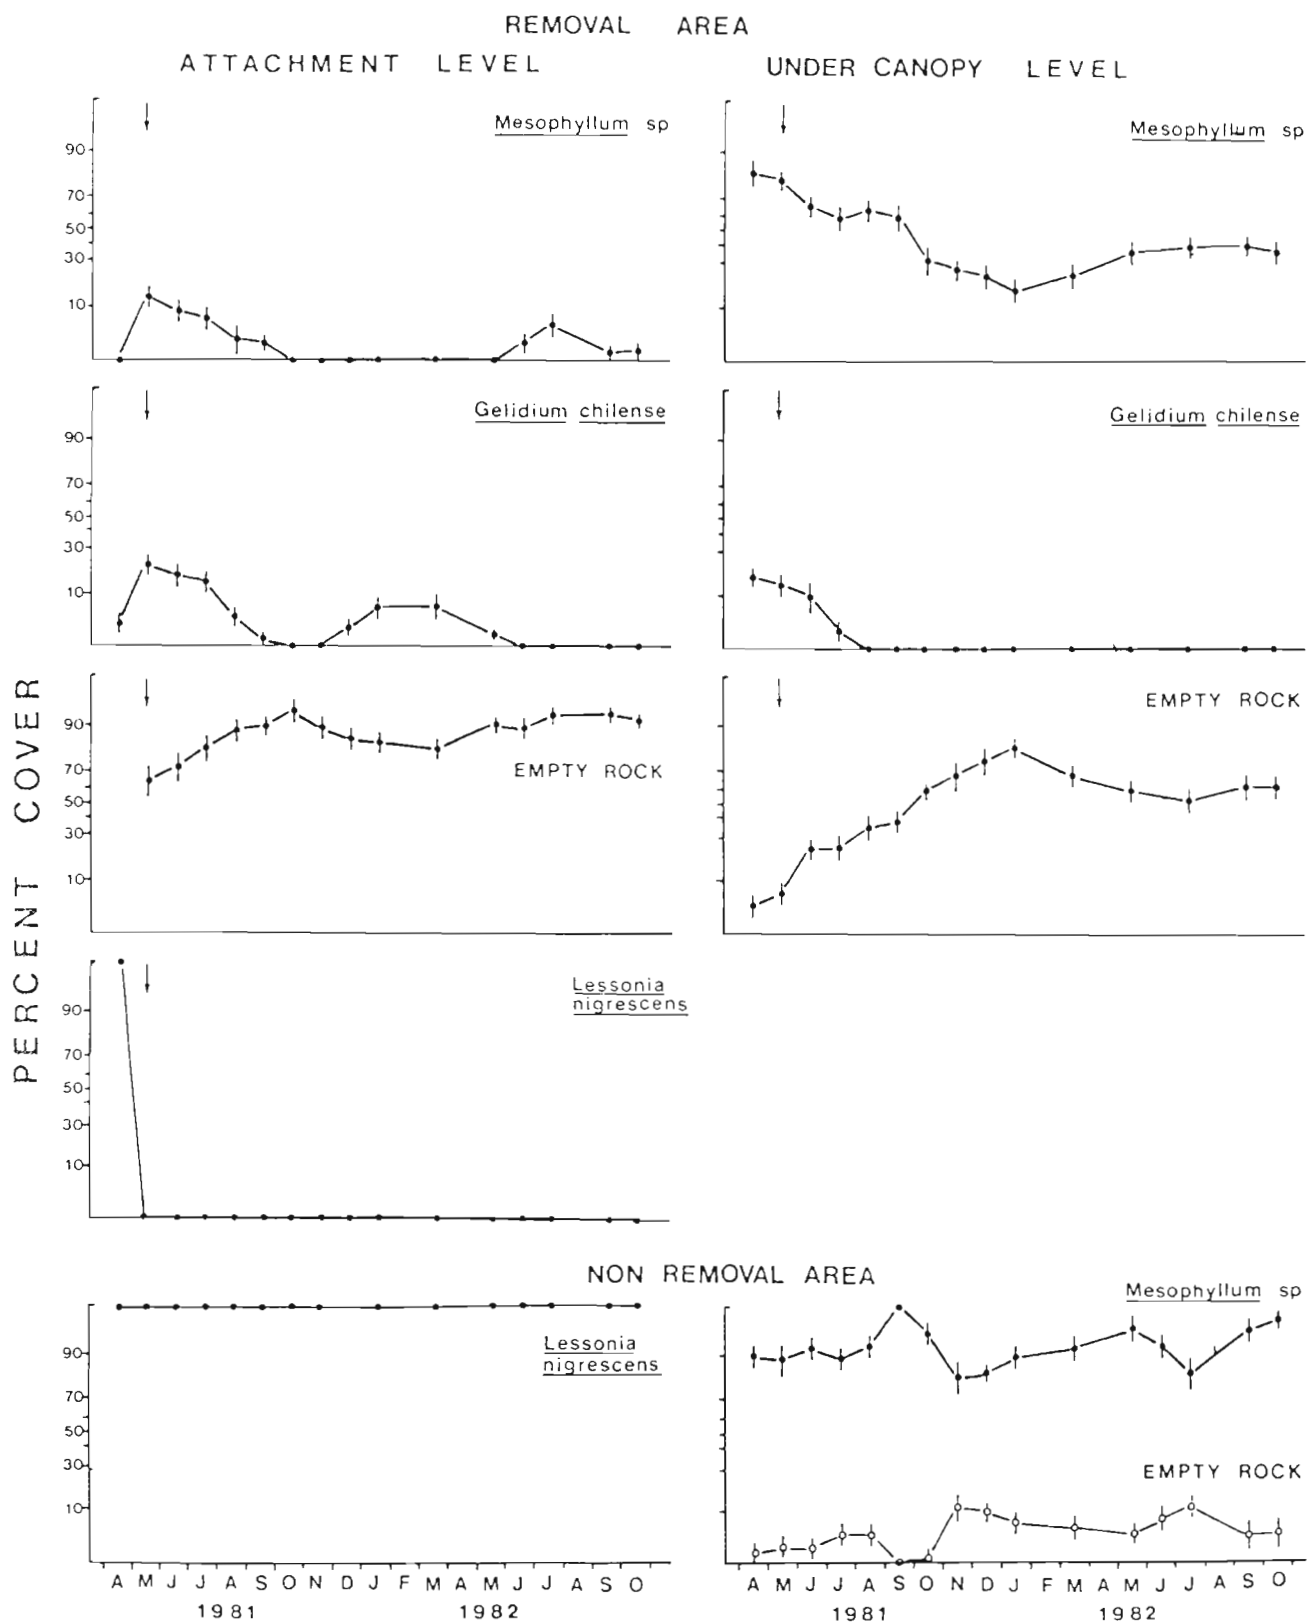 REMOVAL AREA
ATTACHMENT LEVEL
UNDER CANOPY LEVEL
Mesophyllum sp
90
70
50
30
10
Mesophyllum sp
Gelidium chilense
90
70
50
30
10
Gelidium chilense
PERCENT COVER
90
70
50
30
10
EMPTY ROCK
EMPTY ROCK
Lessonia
nigrescens
90
70
50
30
10
NON REMOVAL AREA
Lessonia
nigrescens
90
70
50
30
10
A M J J A S O N D J F M A M J J A S O
1981 1982
Mesophyllum sp
EMPTY ROCK
A M J J A S O N D J F M A M J J A S O
1981 1982